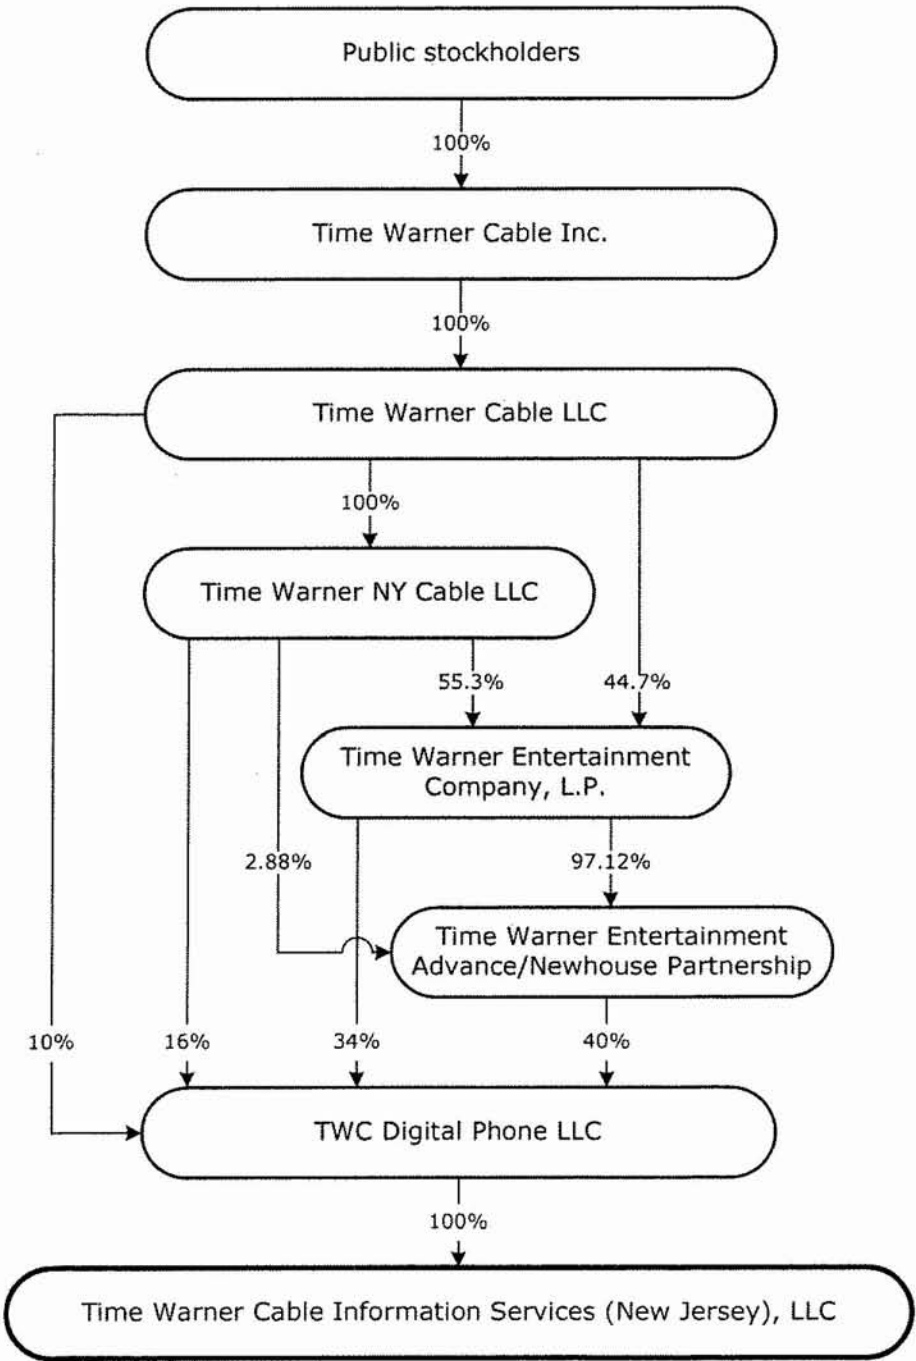 Public stockholders
100%
Time Warner Cable Inc.
100%
Time Warner Cable LLC
100%
Time Warner NY Cable LLC
55.3%
44.7%
Time Warner Entertainment
Company, L.P.
2.88%
97.12%
Time Warner Entertainment
Advance/Newhouse Partnership
10%
16%
34%
40%
TWC Digital Phone LLC
100%
Time Warner Cable Information Services (New Jersey), LLC